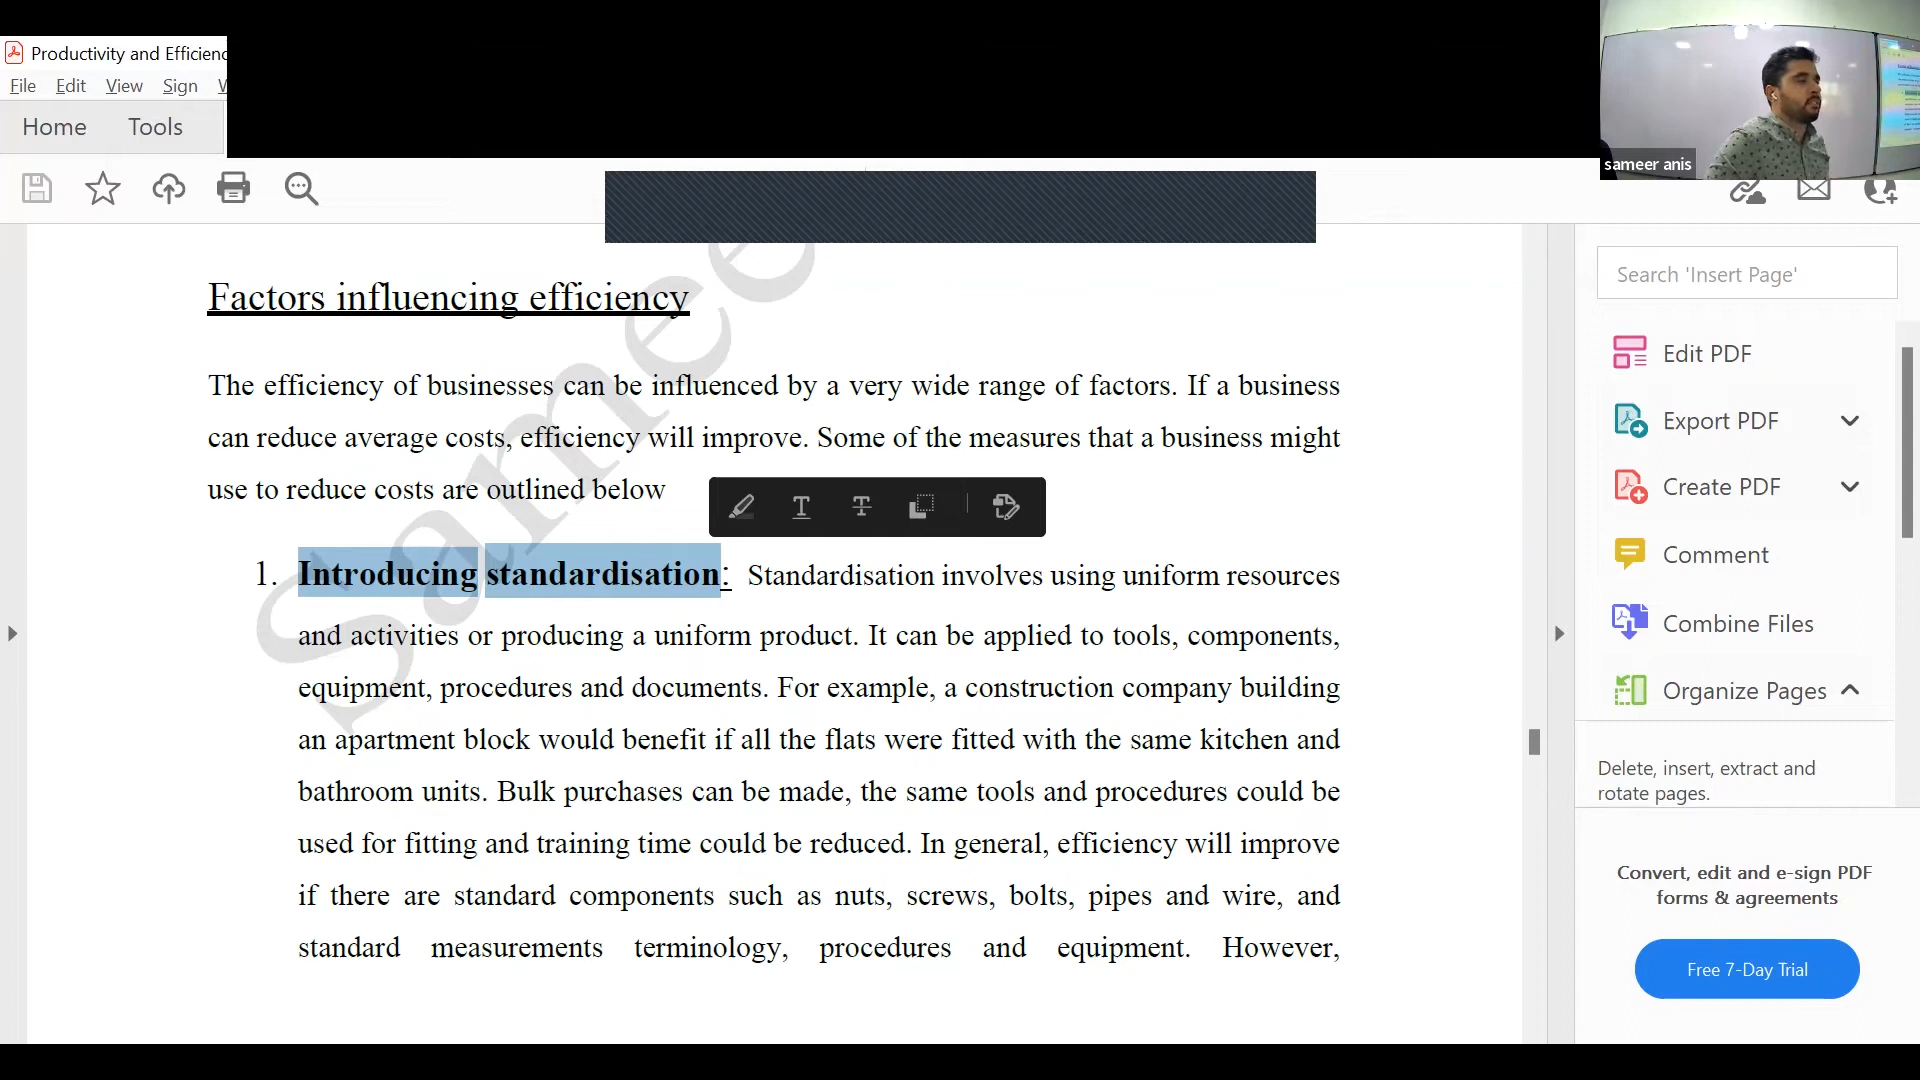 Productivity and Efficienc
File Edit View Sign W
Home Tools
sameer anis
Search 'Insert Page'
Factors influencing efficiency
The efficiency of businesses can be influenced by a very wide range of factors. If a business
can reduce average costs, efficiency will improve. Some of the measures that a business might
use to reduce costs are outlined below
1. Introducing standardisation: Standardisation involves using uniform resources
and activities or producing a uniform product. It can be applied to tools, components,
equipment, procedures and documents. For example, a construction company building
an apartment block would benefit if all the flats were fitted with the same kitchen and
bathroom units. Bulk purchases can be made, the same tools and procedures could be
used for fitting and training time could be reduced. In general, efficiency will improve
if there are standard components such as nuts, screws, bolts, pipes and wire, and
standard measurements terminology, procedures and equipment. However,
Samee
Edit PDF
Export PDF
Create PDF
Comment
Combine Files
Organize Pages
Delete, insert, extract and
rotate pages.
Convert, edit and e-sign PDF
forms & agreements
Free 7-Day Trial